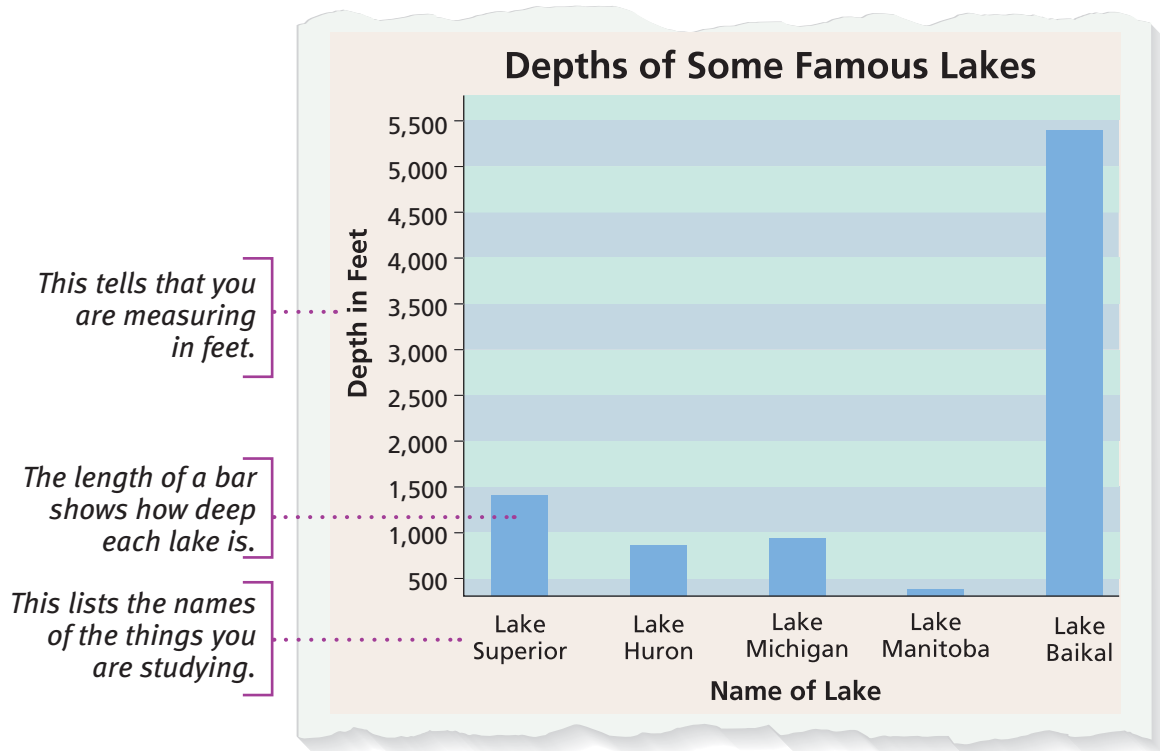 Depths of Some Famous Lakes
5,500
5,000
4,500
4,000
3,500
3,000
2,500
2,000
1,500
1,000
500
Depth in Feet
This tells that you
are measuring
in feet.
The length of a bar
shows how deep
each lake is.
This lists the names
of the things you
are studying.
Lake
Superior
Lake
Huron
Lake
Michigan
Lake
Manitoba
Lake
Baikal
Name of Lake